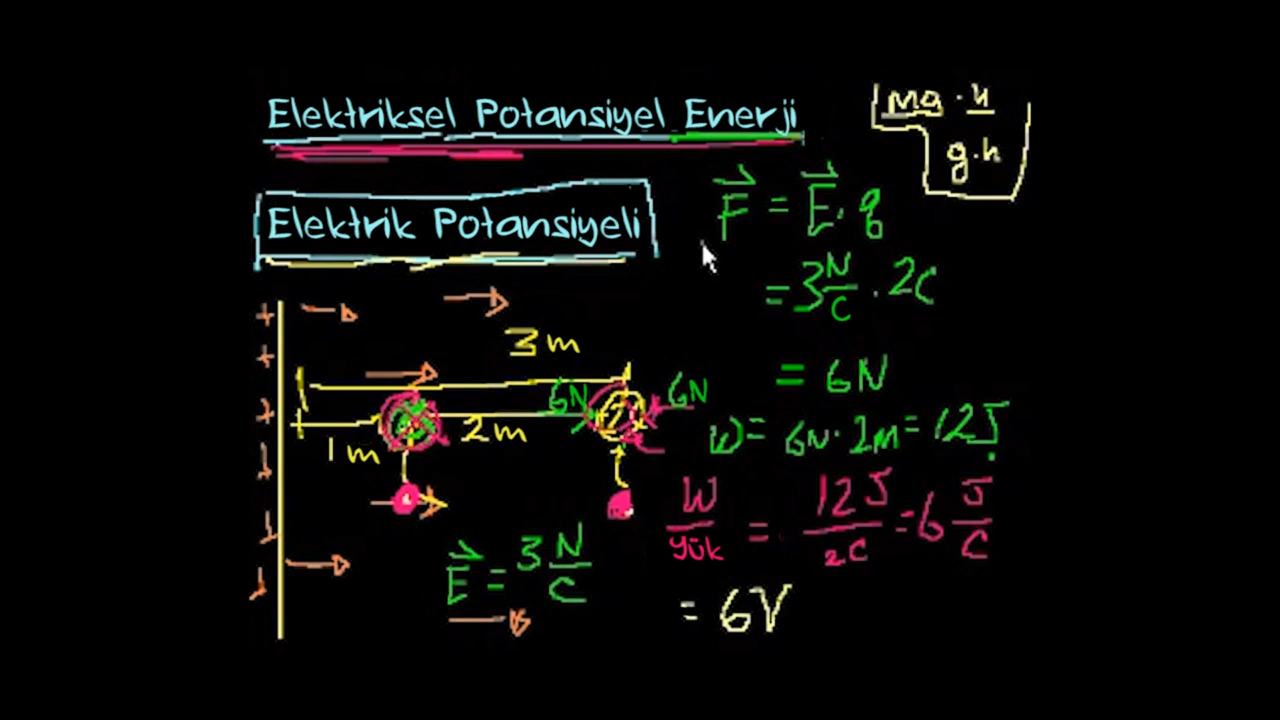 Elektriksel Potansiyel Enerji
ma · h
g.h
Elektrik Potansiyeli
F = E. q
= 3 N/C . 2C
3m
= 6N
6N 6N
1m 2m
W = 6N · 2m = 12J
W/yük = 12J/2C = 6 J/C
E = 3 N/C
= 6V